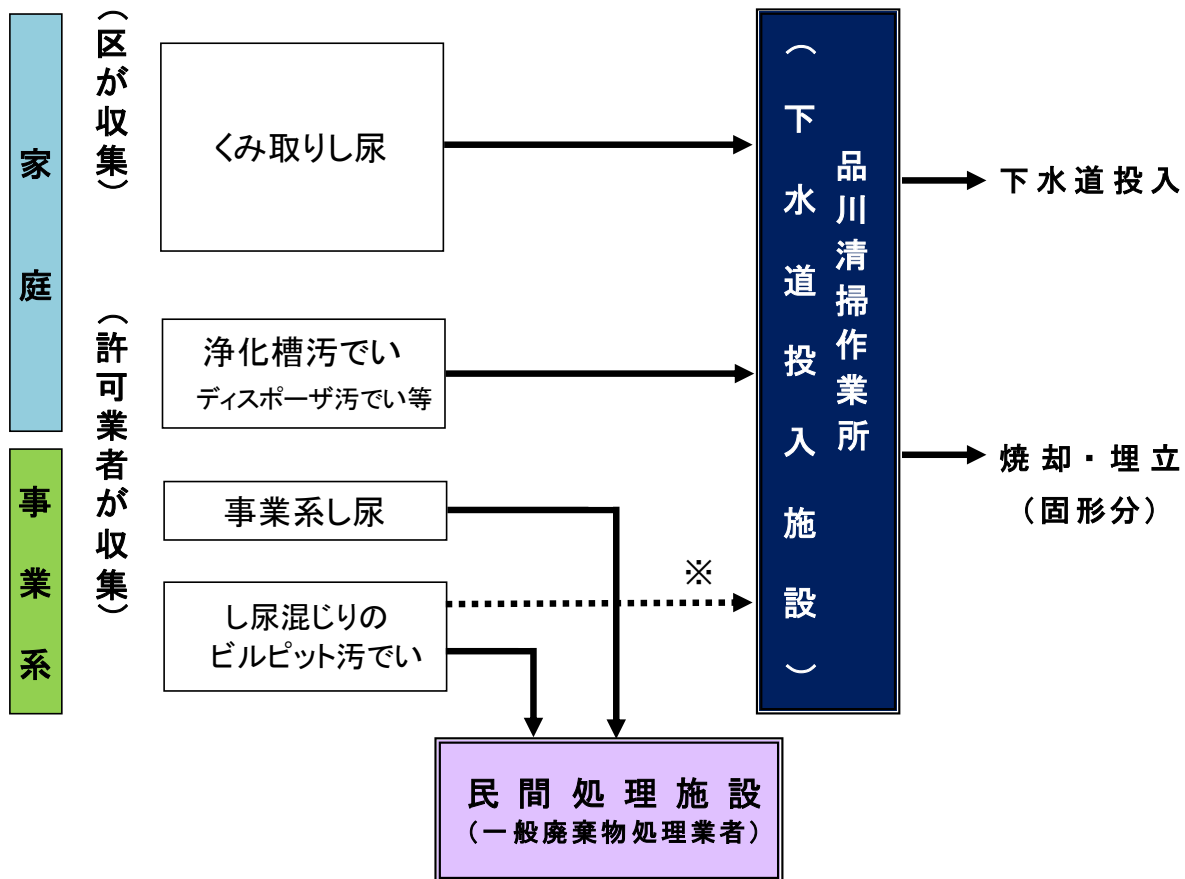 家庭
事業系
（区が収集）
（許可業者が収集）
くみ取りし尿
浄化槽汚でい
ディスポーザ汚でい等
事業系し尿
し尿混じりの
ビルピット汚でい
※
品川清掃作業所
（下水道投入施設）
下水道投入
焼却・埋立
（固形分）
民間処理施設
（一般廃棄物処理業者）